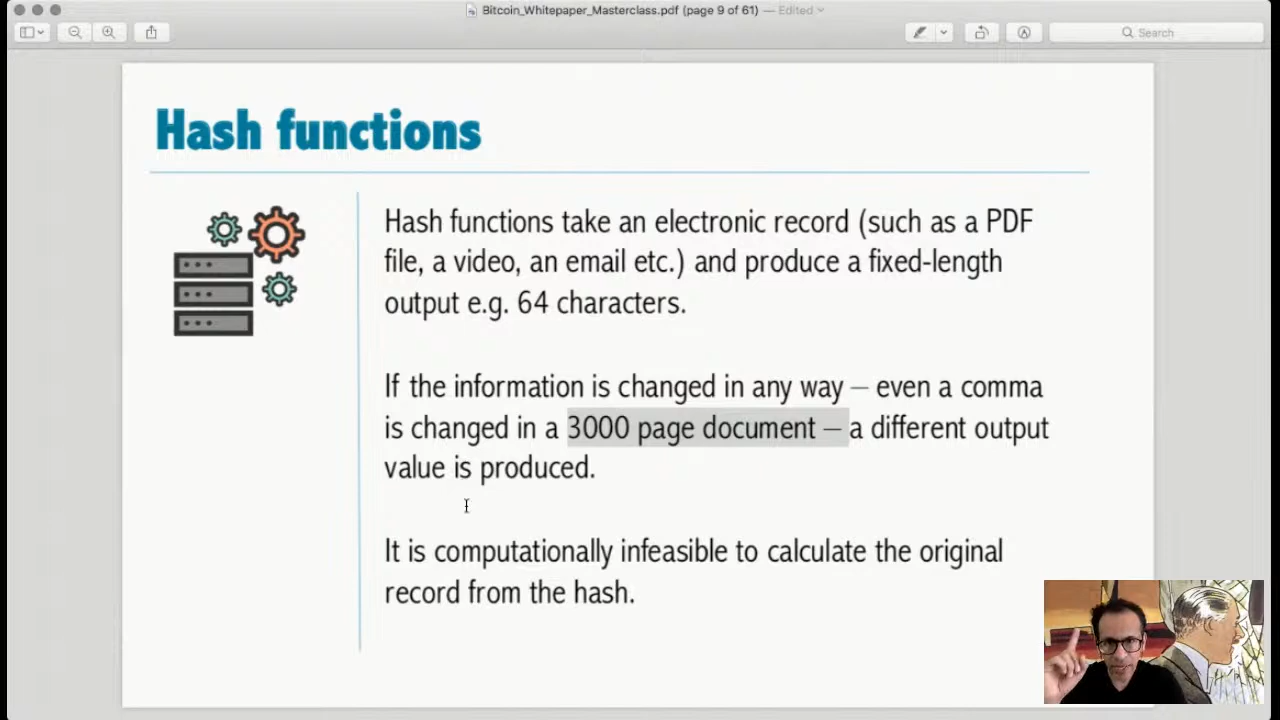 Bitcoin_Whitepaper_Masterclass.pdf (page 9 of 61) — Edited
Search
Hash functions
Hash functions take an electronic record (such as a PDF
file, a video, an email etc.) and produce a fixed-length
output e.g. 64 characters.
If the information is changed in any way – even a comma
is changed in a 3000 page document – a different output
value is produced.
It is computationally infeasible to calculate the original
record from the hash.